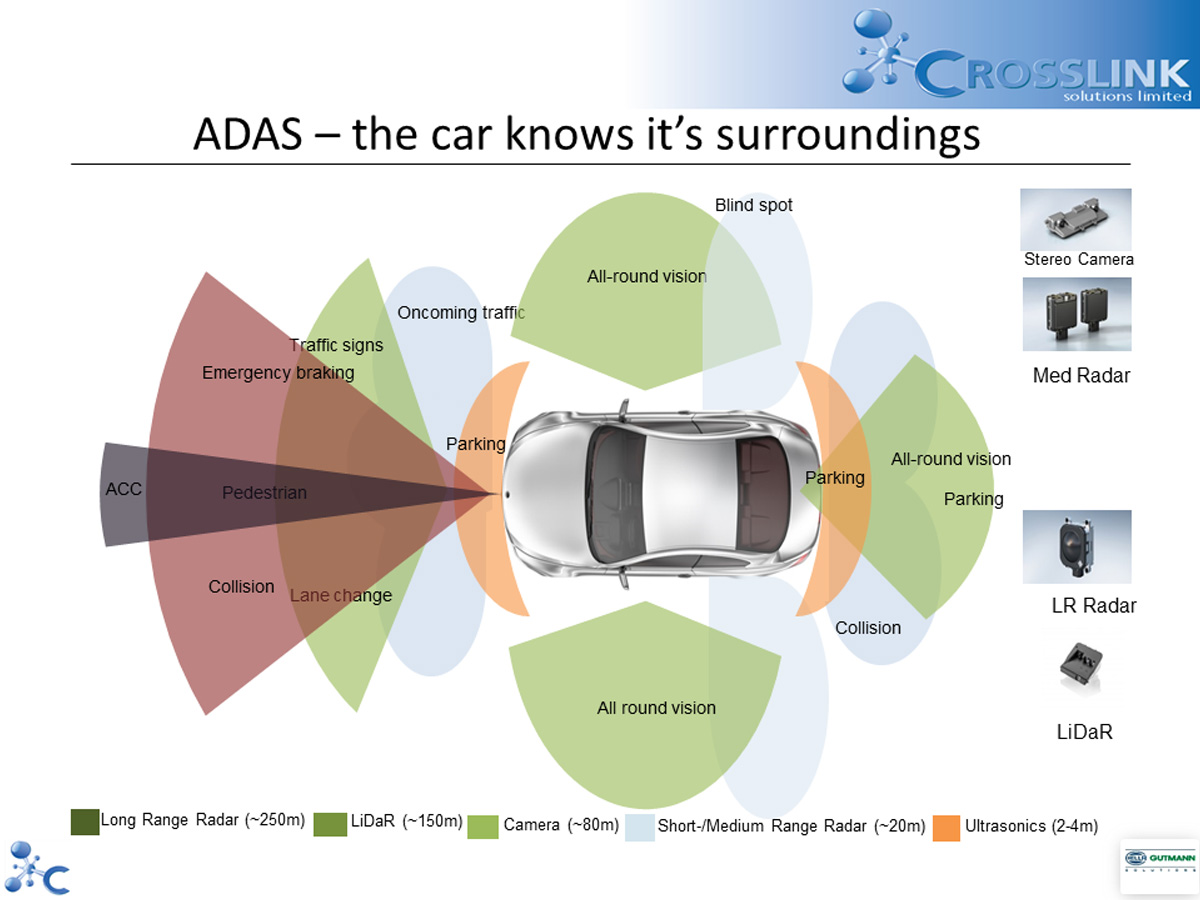 CROSSLINK
solutions limited
ADAS – the car knows it's surroundings
Blind spot
All-round vision
Stereo Camera
Oncoming traffic
Traffic signs
Emergency braking
Med Radar
Parking
All-round vision
Parking
ACC
Pedestrian
Parking
Collision
Lane change
LR Radar
Collision
All round vision
LiDaR
Long Range Radar (~250m)
LiDaR (~150m)
Camera (~80m)
Short-/Medium Range Radar (~20m)
Ultrasonics (2-4m)
C
HELLA GUTMANN
SOLUTIONS